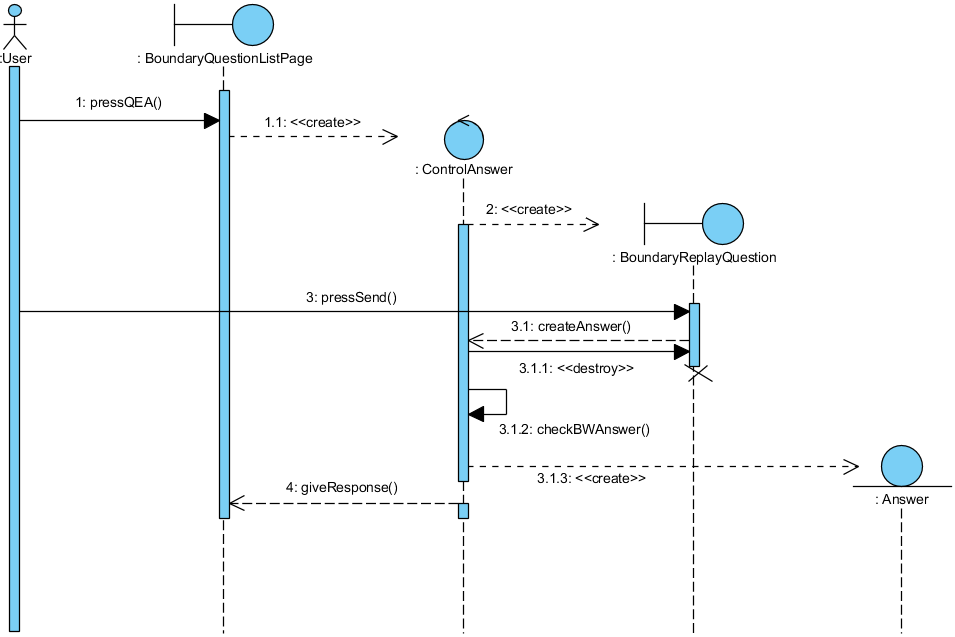 :User
: BoundaryQuestionListPage
1: pressQEA()
1.1: <<create>>
: ControlAnswer
2: <<create>>
: BoundaryReplayQuestion
3: pressSend()
3.1: createAnswer()
3.1.1: <<destroy>>
3.1.2: checkBWAnswer()
3.1.3: <<create>>
4: giveResponse()
: Answer